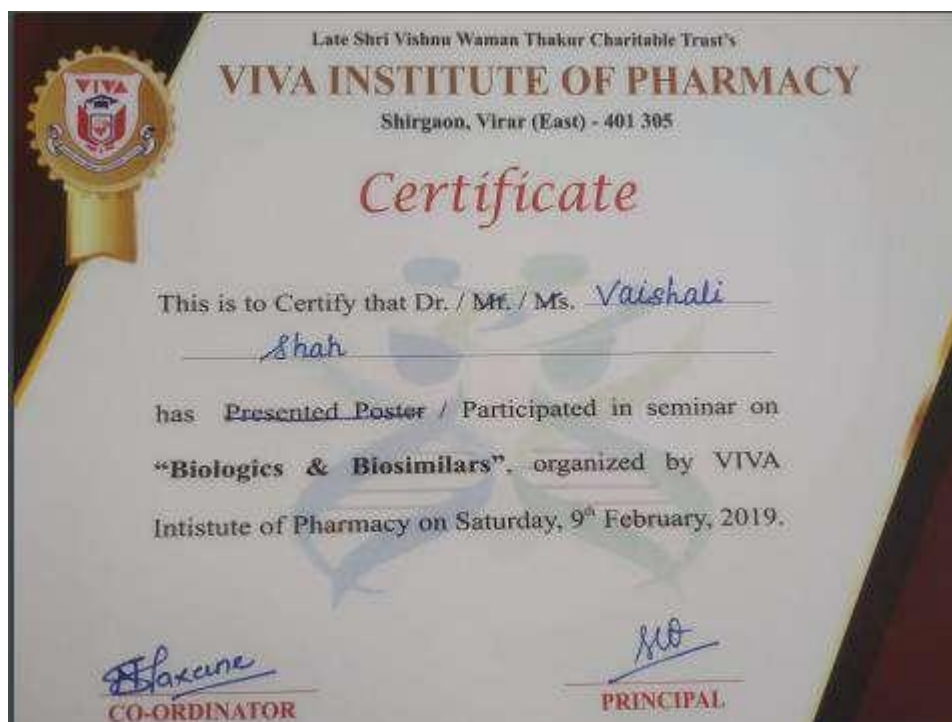 Late Shri Vishnu Waman Thakur Charitable Trust's
VIVA INSTITUTE OF PHARMACY
Shirgaon, Virar (East) - 401 305
VIVA
Certificate
This is to Certify that Dr. / Mr. / Ms. Vaishali
Shah
has Presented Poster / Participated in seminar on
“Biologics & Biosimilars”, organized by VIVA
Intistute of Pharmacy on Saturday, 9th February, 2019.
CO-ORDINATOR
PRINCIPAL